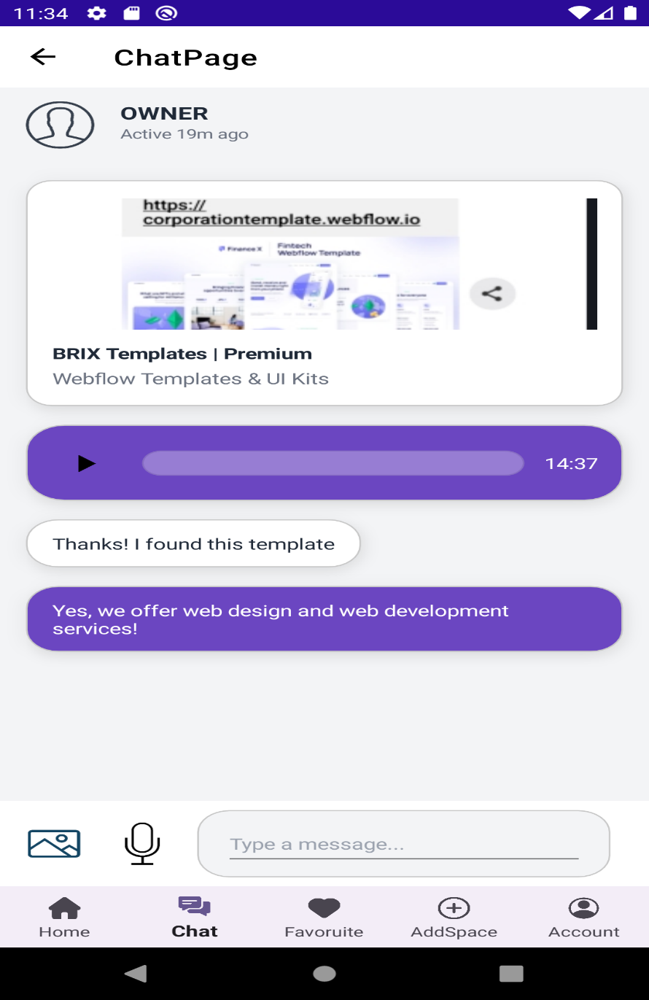 11:34
ChatPage
OWNER
Active 19m ago
https://
corporationtemplate.webflow.io
Finance X
Fintech
Webflow Template
BRIX Templates | Premium
Webflow Templates & UI Kits
14:37
Thanks! I found this template
Yes, we offer web design and web development
services!
Type a message...
Home
Chat
Favoruite
AddSpace
Account